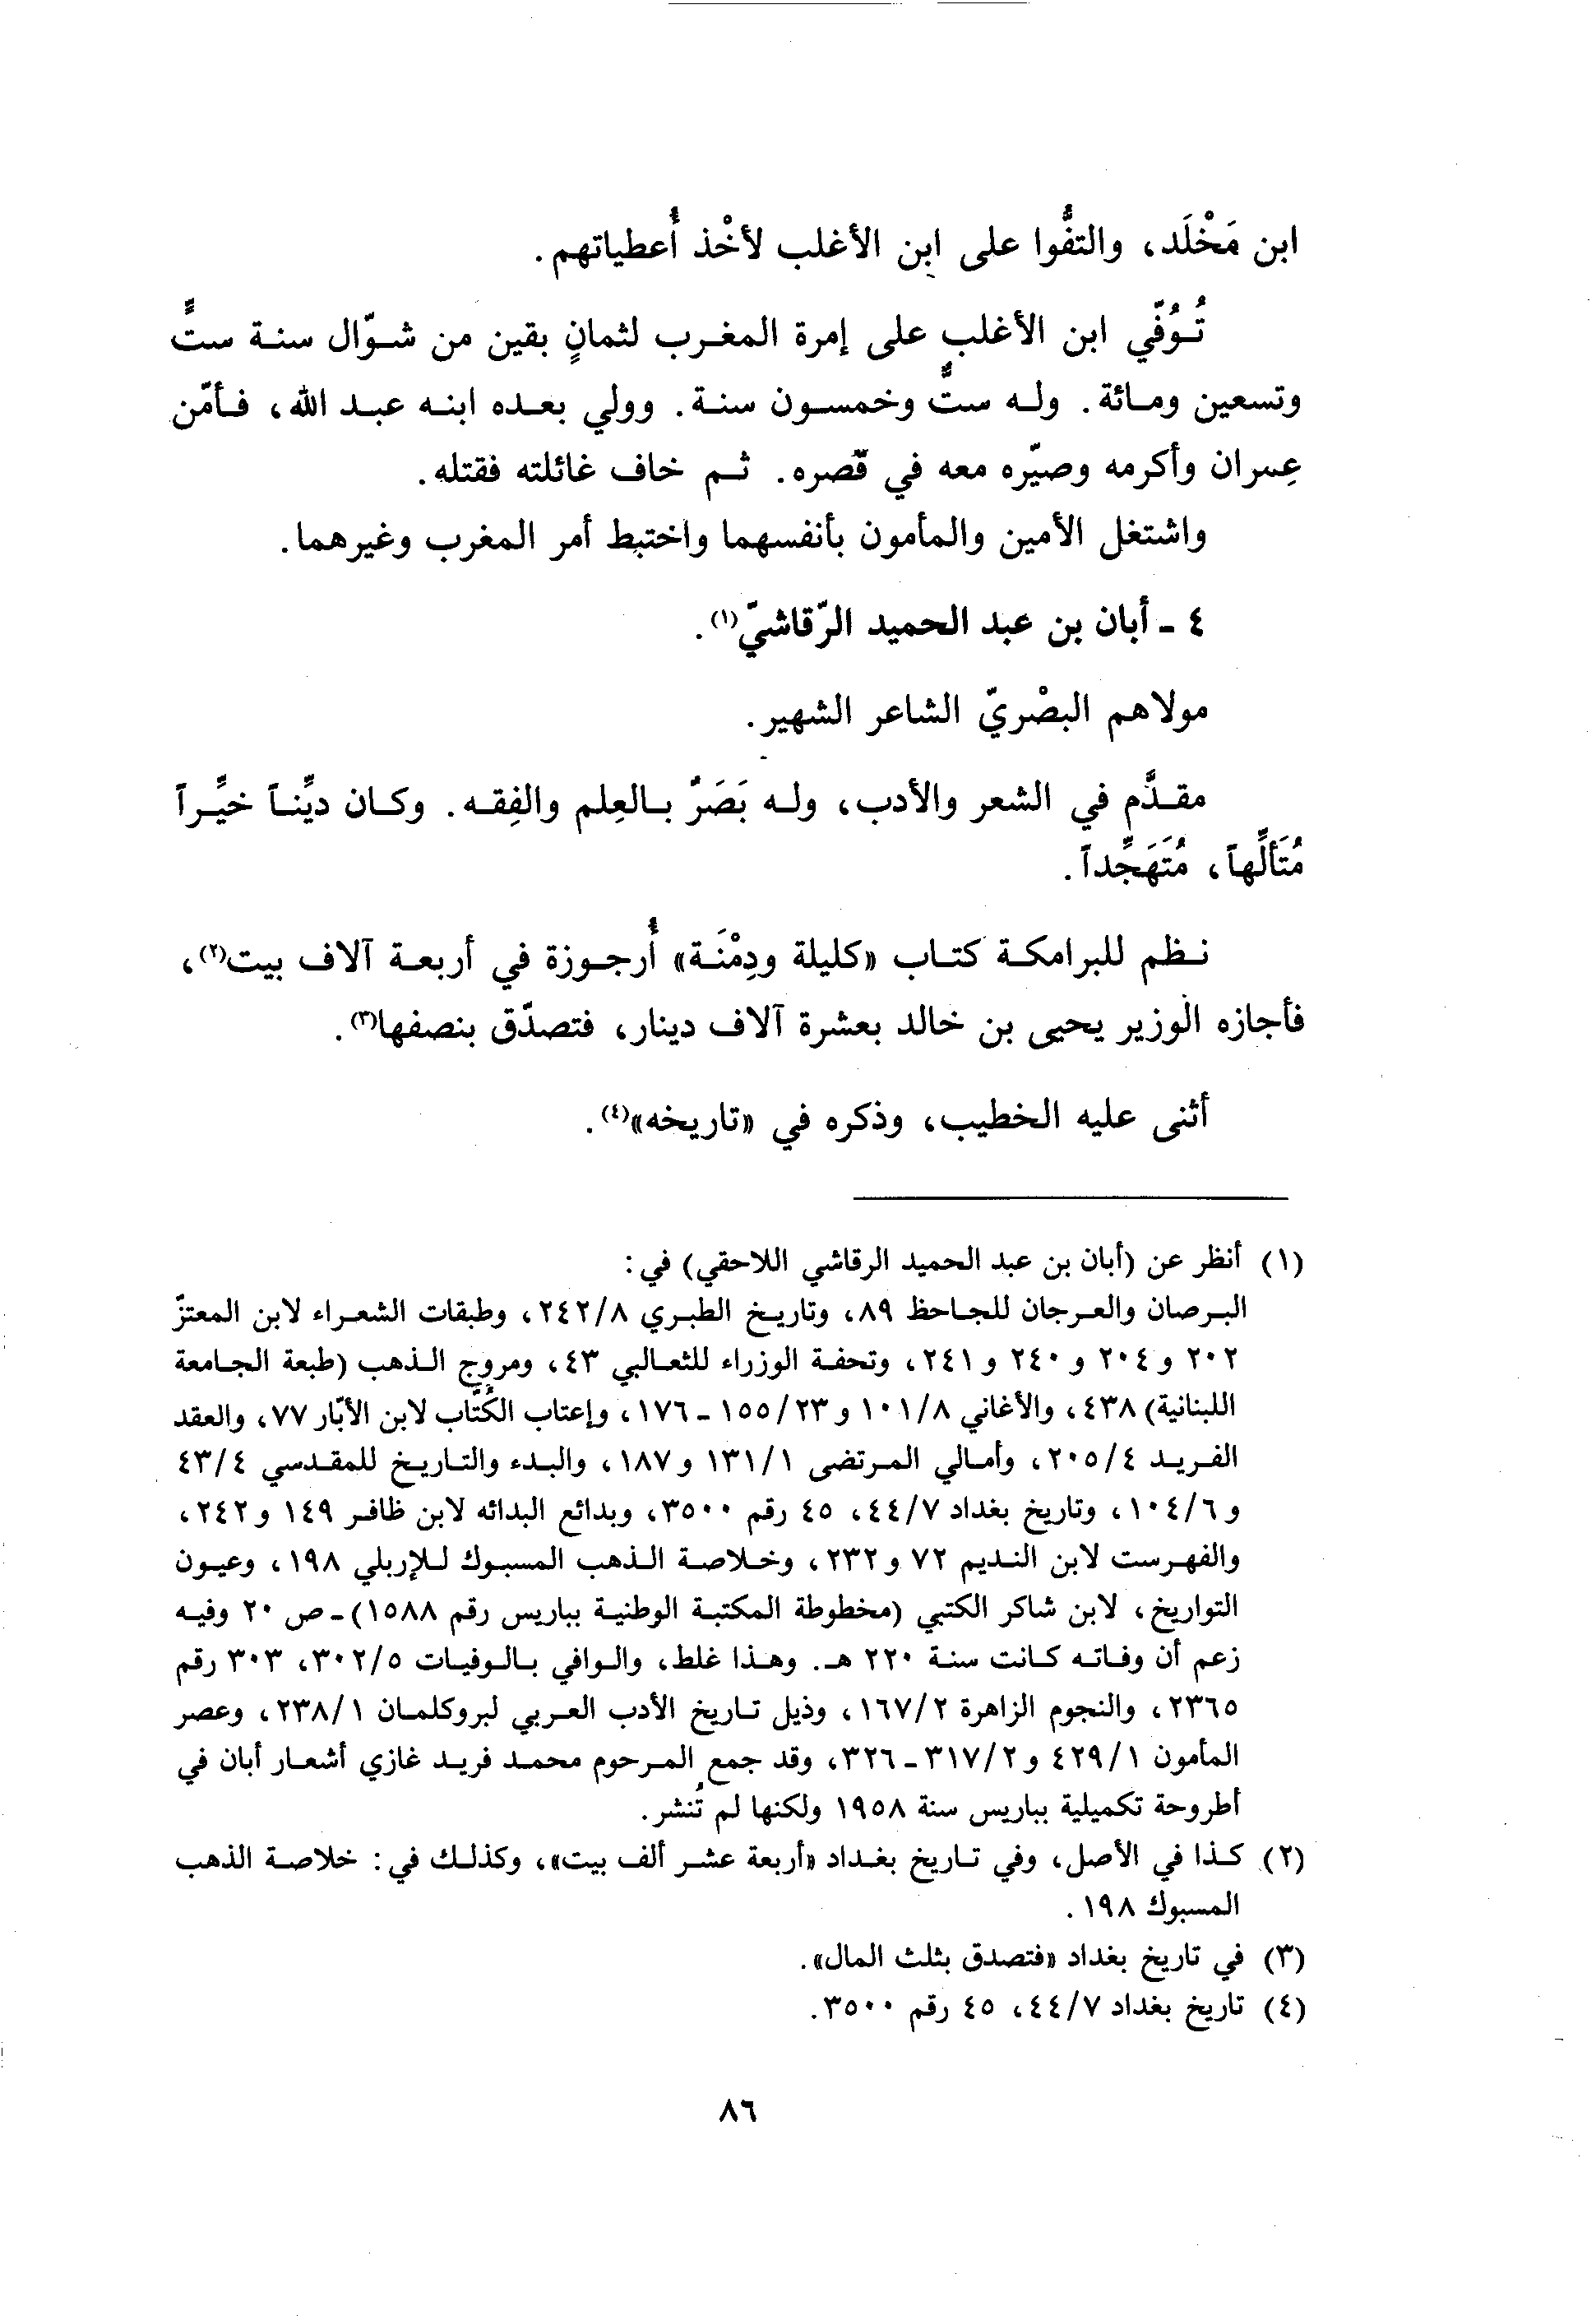 ابن مَخْلَد، والتفُّوا على ابن الأغلب لأخْذ أُعطياتهم.
تُـوُفّي ابن الأغلب على إمرة المغـرب لثمانٍ بقين من شـوّال سنـة ستٍّ
وتسعين ومـائة. ولـه ستٌّ وخمسـون سنـة. وولي بعـده ابنـه عبـد الله، فـأمّن
عِمران وأكرمه وصيّره معه في قصره. ثـم خاف غائلته فقتله.
واشتغل الأمين والمأمون بأنفسهما واختبط أمر المغرب وغيرهما.
٤ ـ أبان بن عبد الحميد الرّقاشيّ(١).
مولاهم البصْريّ الشاعر الشهير.
مقـدَّم في الشعر والأدب، ولـه بَصَرٌ بـالعِلم والفِقـه. وكـان ديِّنـاً خيِّـراً
مُتَألِّهاً، مُتَهَجِّداً.
نـظم للبرامكـة كتـاب «كليلة ودِمْنَـة» أُرجـوزة في أربعـة آلاف بيت(٢)،
فأجازه الوزير يحيى بن خالد بعشرة آلاف دينار، فتصدّق بنصفها(٣).
أثنى عليه الخطيب، وذكره في «تاريخه»(٤).
(١) أنظر عن (أبان بن عبد الحميد الرقاشي اللاحقي) في:
البـرصان والعـرجان للجـاحظ ٨٩، وتاريـخ الطبـري ٢٤٢/٨، وطبقات الشعـراء لابن المعتزّ
٢٠٢ و ٢٠٤ و ٢٤٠ و ٢٤١، وتحفـة الوزراء للثعـالبي ٤٣، ومروج الـذهب (طبعة الجـامعة
اللبنانية) ٤٣٨، والأغاني ١٠١/٨ و ١٥٥/٢٣ ـ ١٧٦، وإعتاب الكُتّاب لابن الأبّار ٧٧، والعقد
الفـريـد ٢٠٥/٤، وأمـالي المـرتضى ١٣١/١ و ١٨٧، والبـدء والتـاريـخ للمقـدسي ٤٣/٤
و ١٠٤/٦، وتاريخ بغداد ٤٤/٧، ٤٥ رقم ٣٥٠٠، وبدائع البدائه لابن ظافـر ١٤٩ و ٢٤٢،
والفهـرست لابن النـديم ٧٢ و ٢٣٢، وخـلاصـة الـذهب المسبـوك لـلإربلي ١٩٨، وعيـون
التواريخ، لابن شاكر الكتبي (مخطوطة المكتبـة الوطنيـة ببـاريس رقم ١٥٨٨) ـ ص ٢٠ وفيـه
زعم أن وفـاتـه كـانت سنـة ٢٢٠ هـ. وهـذا غلط، والـوافي بـالـوفيـات ٣٠٢/٥، ٣٠٣ رقم
٢٣٦٥، والنجوم الزاهرة ١٦٧/٢، وذيل تـاريخ الأدب العـربي لبروكلمـان ٢٣٨/١، وعصر
المأمون ٤٢٩/١ و ٣١٧/٢ ـ ٣٢٦، وقد جمع المـرحوم محمـد فريـد غازي أشعـار أبان في
أطروحة تكميلية بباريس سنة ١٩٥٨ ولكنها لم تُنشر.
(٢) كـذا في الأصل، وفي تـاريخ بغـداد «أربعة عشـر ألف بيت»، وكذلـك في: خلاصـة الذهب
المسبوك ١٩٨.
(٣) في تاريخ بغداد «فتصدق بثلث المال».
(٤) تاريخ بغداد ٤٤/٧، ٤٥ رقم ٣٥٠٠.
٨٦